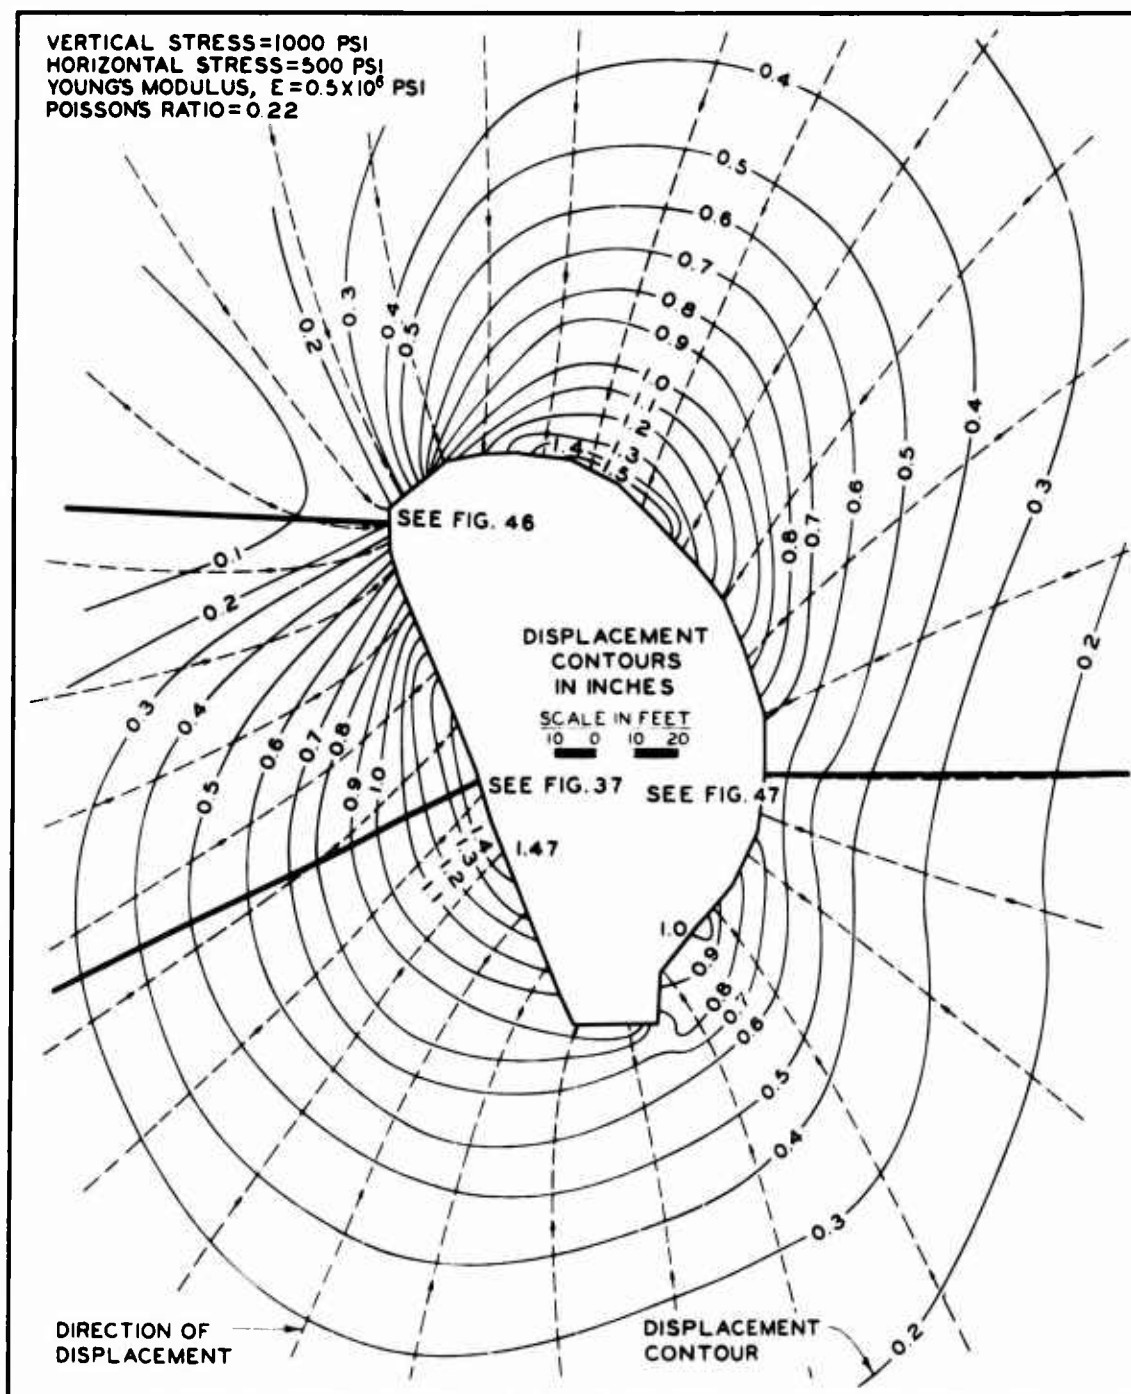 VERTICAL STRESS=1000 PSI
HORIZONTAL STRESS=500 PSI
YOUNG'S MODULUS, E=0.5X10⁶ PSI
POISSON'S RATIO=0.22
0.4
0.5
0.6
0.7
0.8
0.9
1.0
1.1
1.2
1.3
1.4
1.5
0.2
0.3
0.4
0.5
0.4
0.3
0.5
0.6
0.7
0.8
SEE FIG. 46
0.1
0.2
0.3
0.4
0.5
0.6
0.7
0.8
0.9
1.0
DISPLACEMENT
CONTOURS
IN INCHES
SCALE IN FEET
10 0 10 20
0.2
SEE FIG. 37
SEE FIG. 47
1.47
1.4
1.3
1.2
1.1
1.0
0.9
0.8
0.7
0.6
0.5
0.4
0.3
0.2
DIRECTION OF
DISPLACEMENT
DISPLACEMENT
CONTOUR